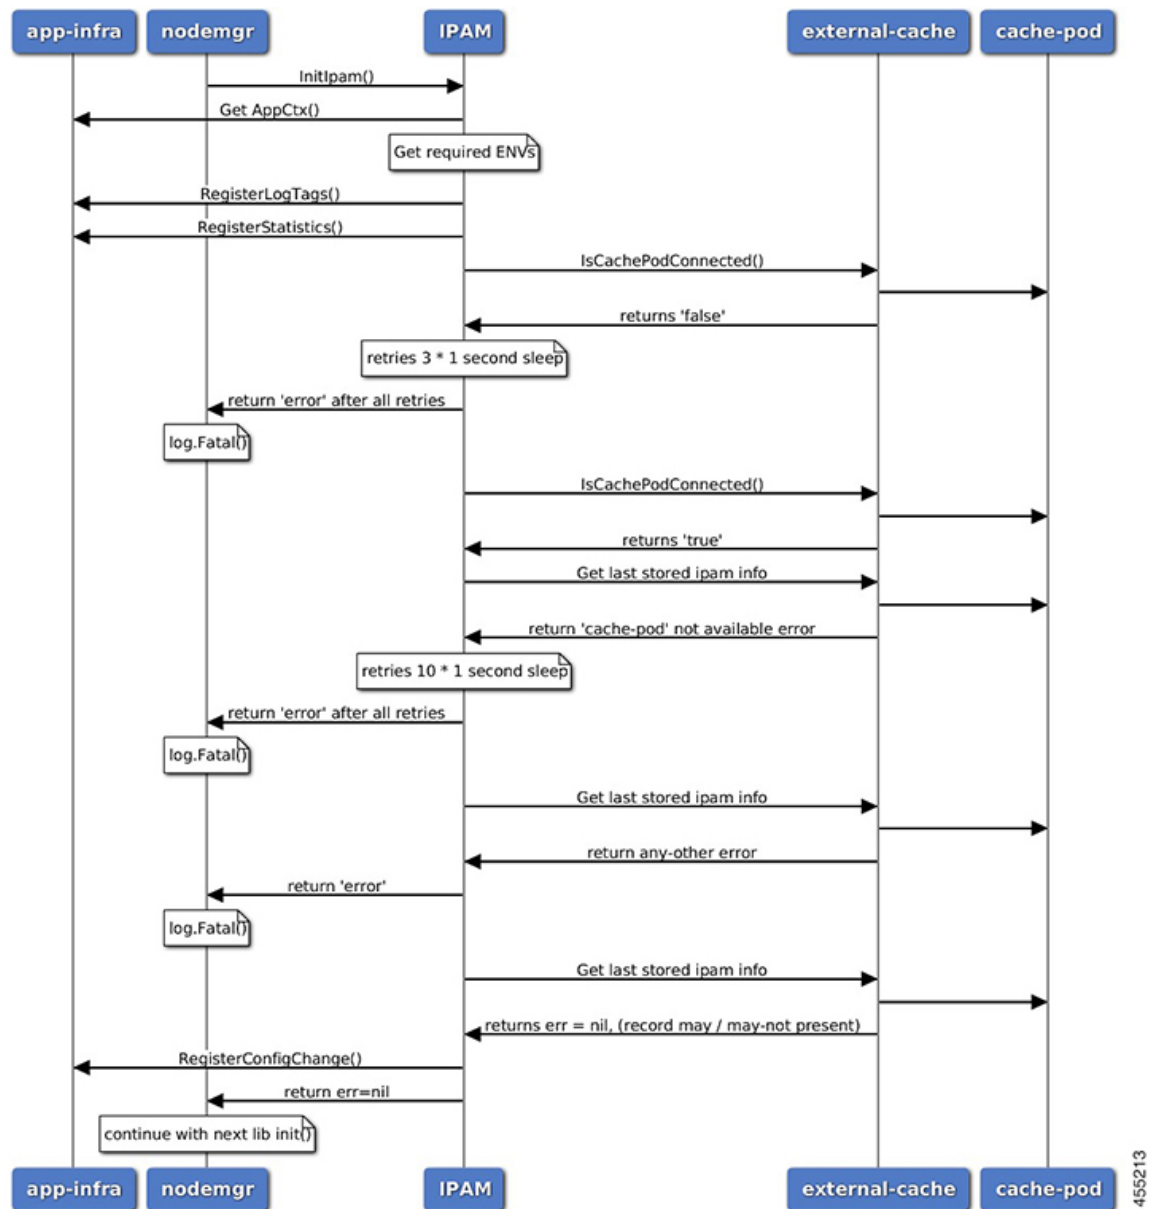 app-infra nodemgr IPAM external-cache cache-pod
InitIpam()
Get AppCtx()
Get required ENVs
RegisterLogTags()
RegisterStatistics()
IsCachePodConnected()
returns 'false'
retries 3 * 1 second sleep
return 'error' after all retries
log.Fatal()
IsCachePodConnected()
returns 'true'
Get last stored ipam info
return 'cache-pod' not available error
retries 10 * 1 second sleep
return 'error' after all retries
log.Fatal()
Get last stored ipam info
return any-other error
return 'error'
log.Fatal()
Get last stored ipam info
returns err = nil, (record may / may-not present)
RegisterConfigChange()
return err=nil
continue with next lib init()
app-infra nodemgr IPAM external-cache cache-pod
455213